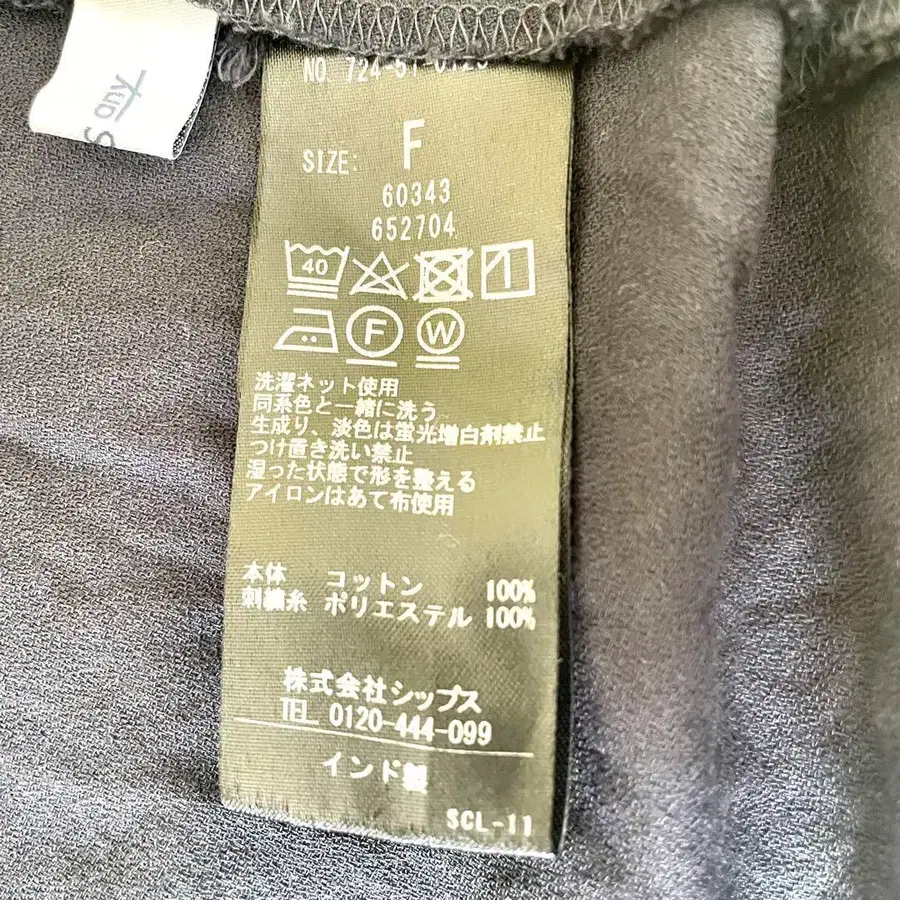 SIZE: F
60343
652704
40
F W
洗濯ネット使用
同系色と一緒に洗う
生成り、淡色は蛍光増白剤禁止
つけ置き洗い禁止
湿った状態で形を整える
アイロンはあて布使用
本体 コットン 100%
刺繍糸 ポリエステル 100%
株式会社シップス
TEL 0120-444-099
インド製
SCL-11